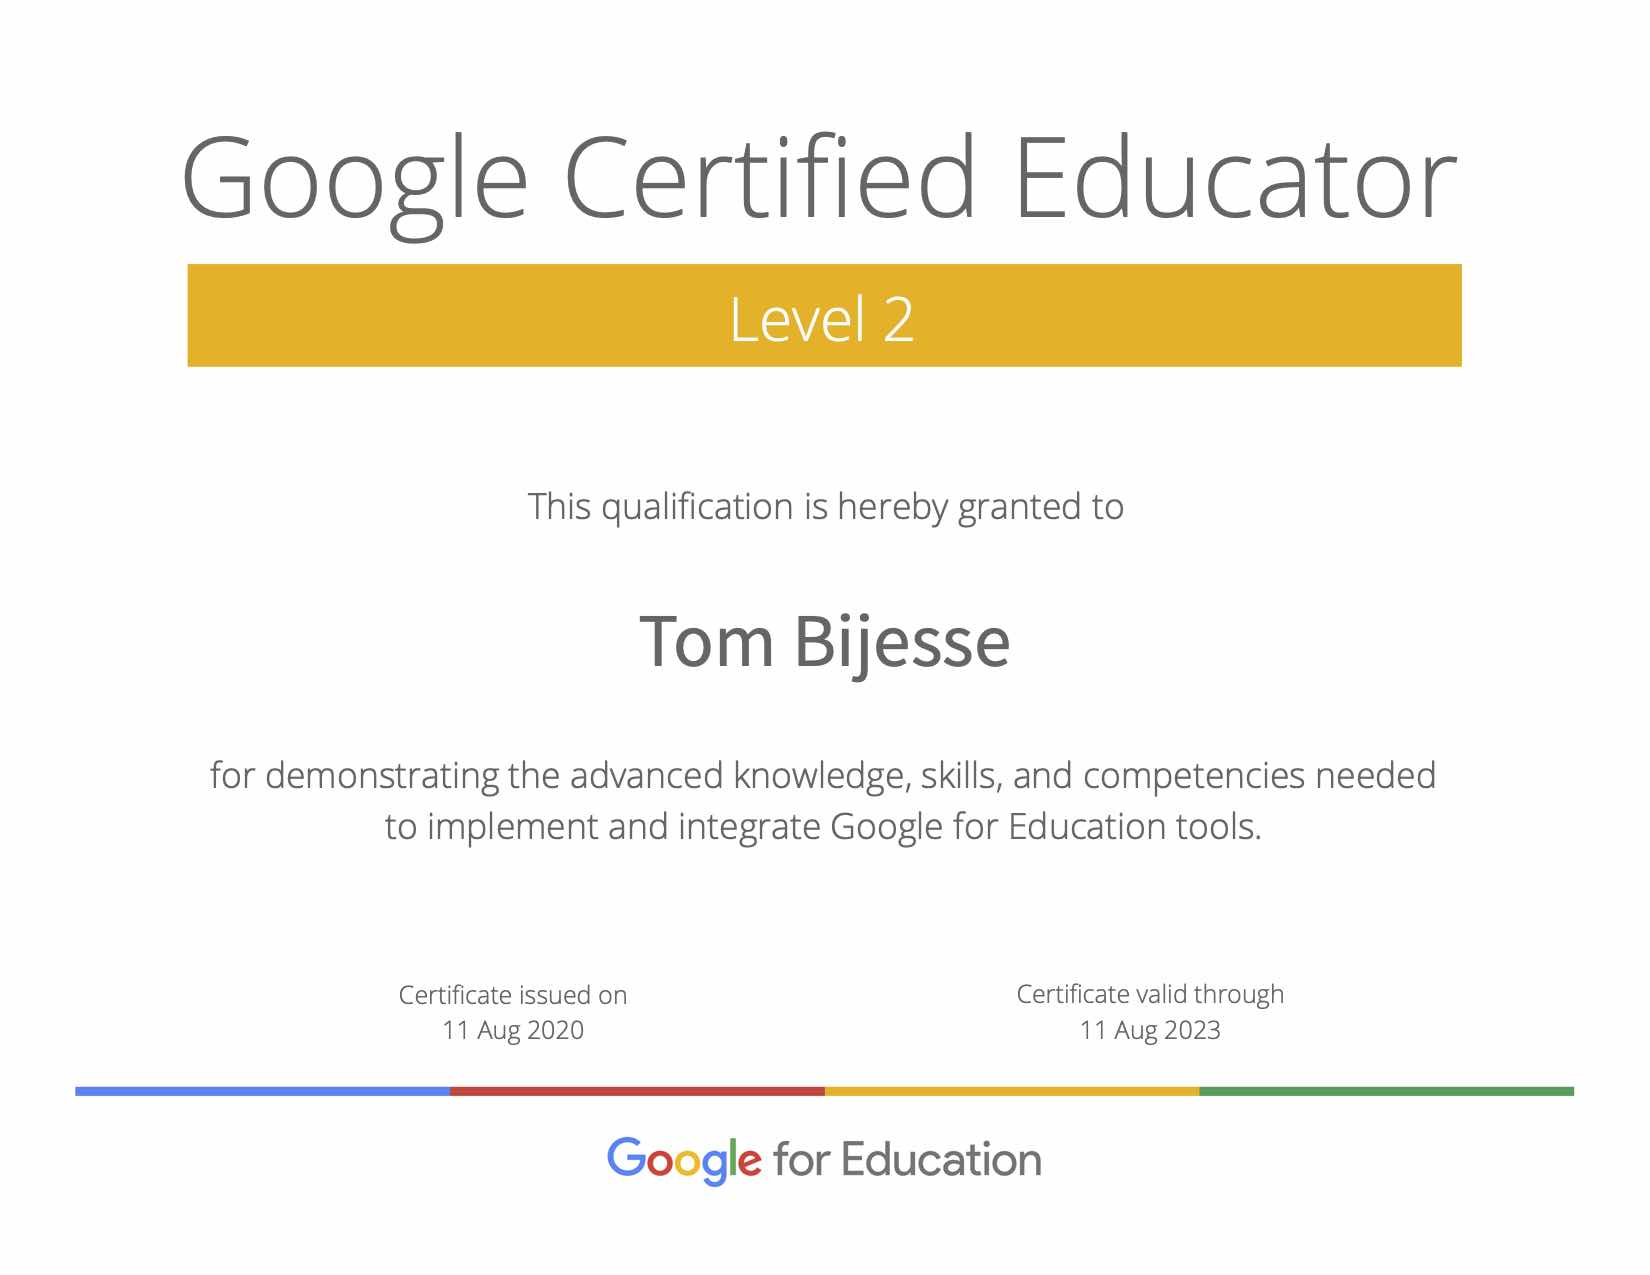 Google Certified Educator
Level 2
This qualification is hereby granted to
Tom Bijesse
for demonstrating the advanced knowledge, skills, and competencies needed
to implement and integrate Google for Education tools.
Certificate issued on
11 Aug 2020
Certificate valid through
11 Aug 2023
Google for Education